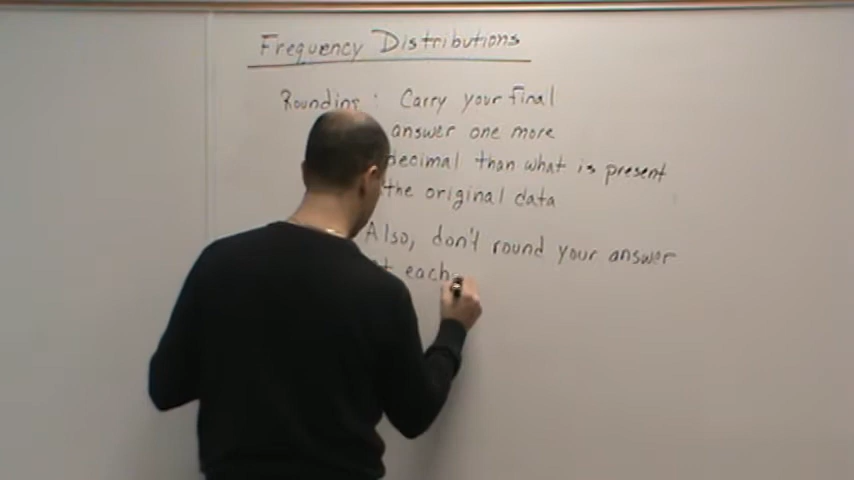 Frequency Distributions
Rounding : Carry your final
answer one more
decimal than what is present
the original data
Also, don't round your answer
each